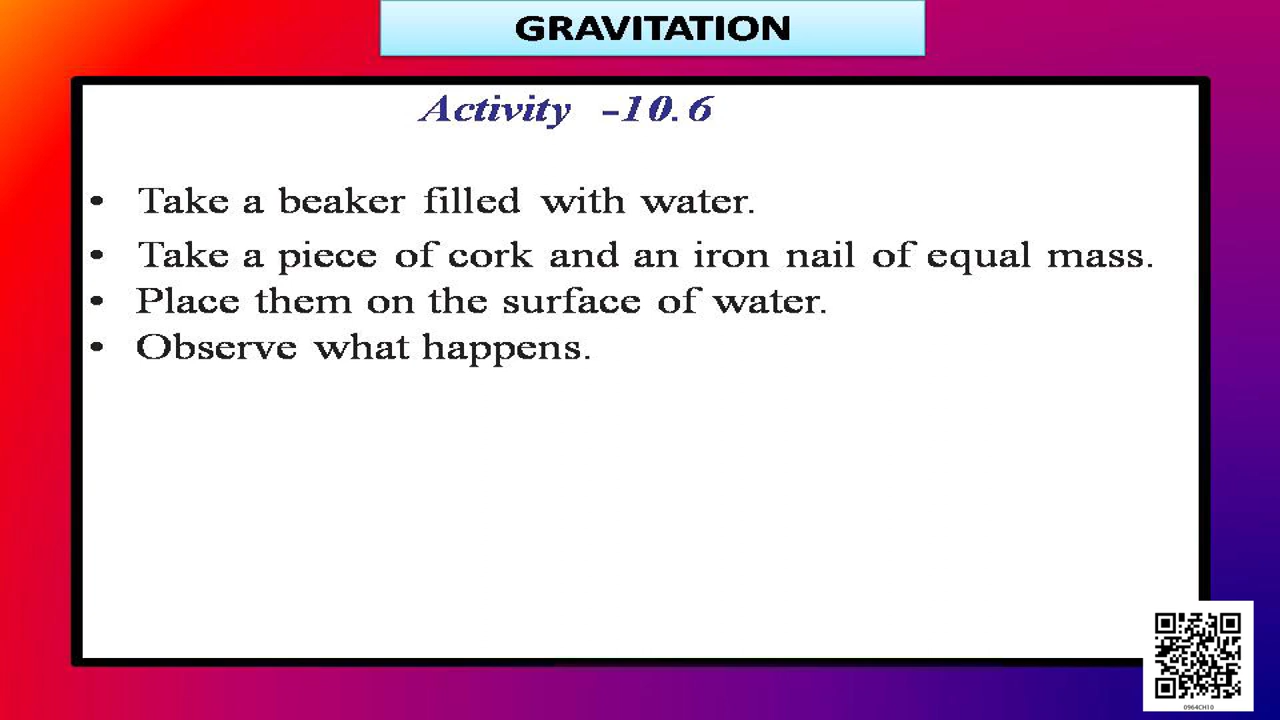 GRAVITATION
Activity -10.6
• Take a beaker filled with water.
• Take a piece of cork and an iron nail of equal mass.
• Place them on the surface of water.
• Observe what happens.
0964CH10